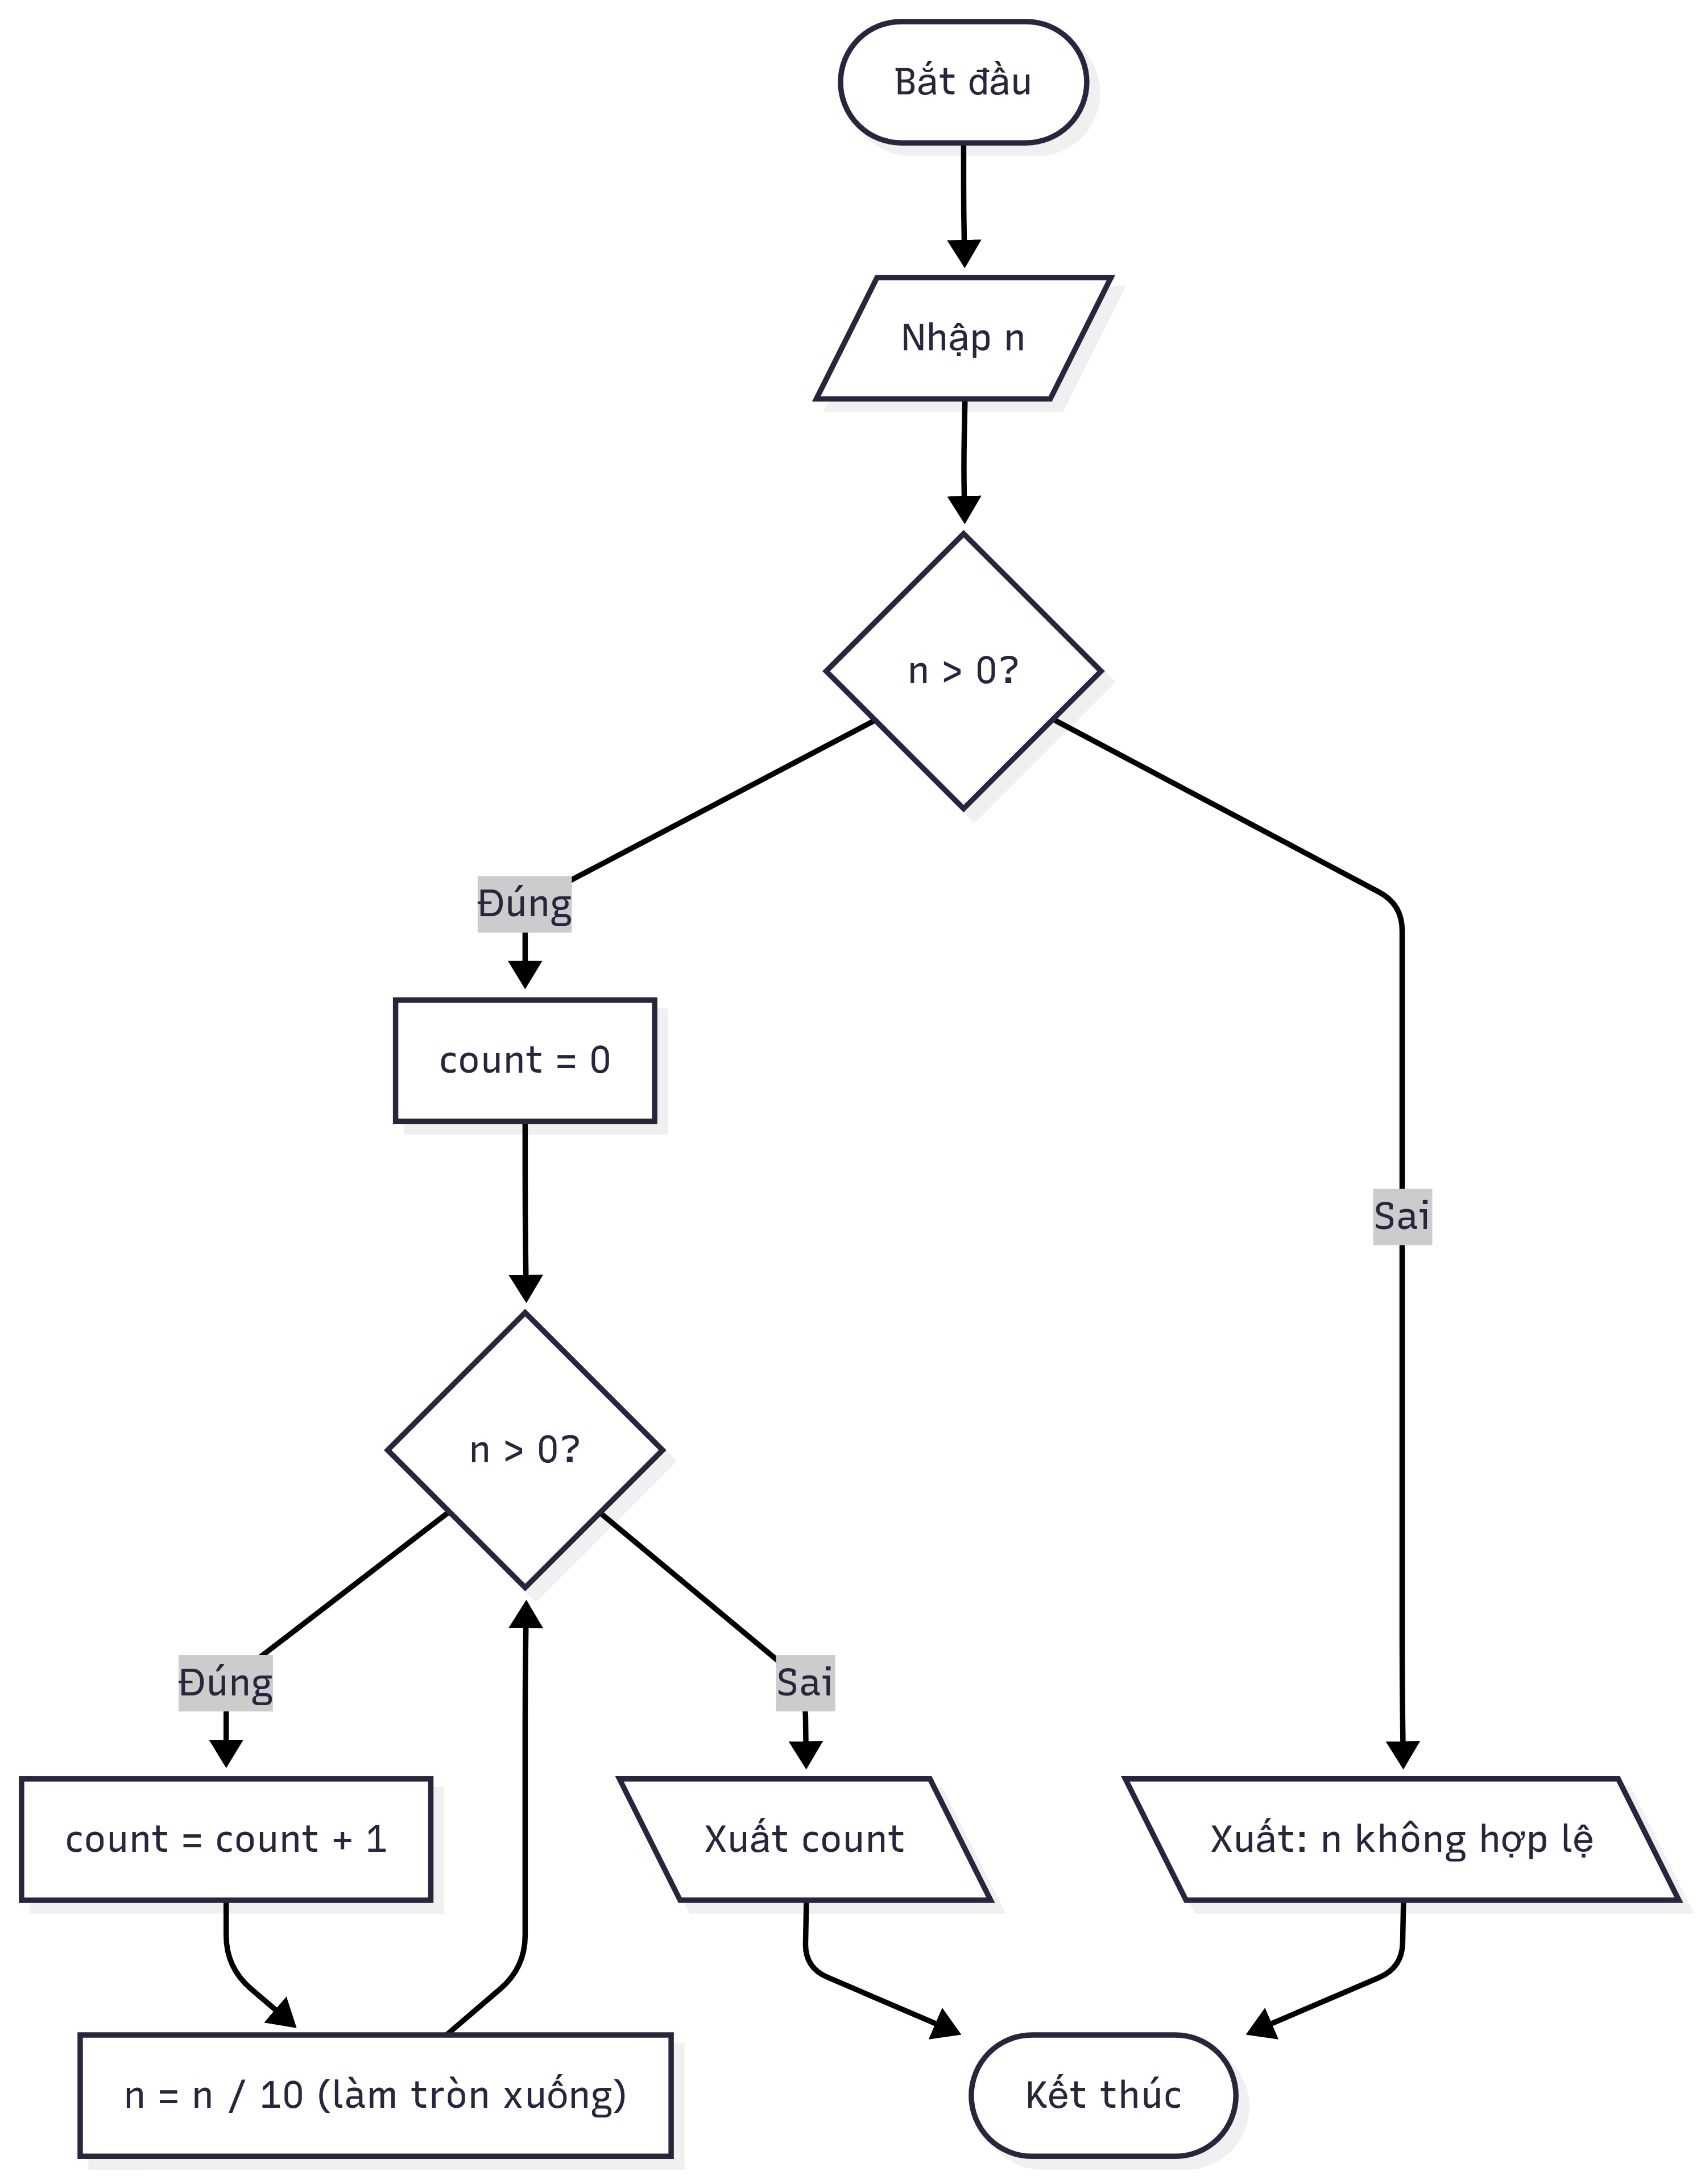 Bắt đầu
Nhập n
n > 0?
Đúng
count = 0
Sai
n > 0?
Đúng
Sai
count = count + 1
Xuất count
Xuất: n không hợp lệ
n = n / 10 (làm tròn xuống)
Kết thúc